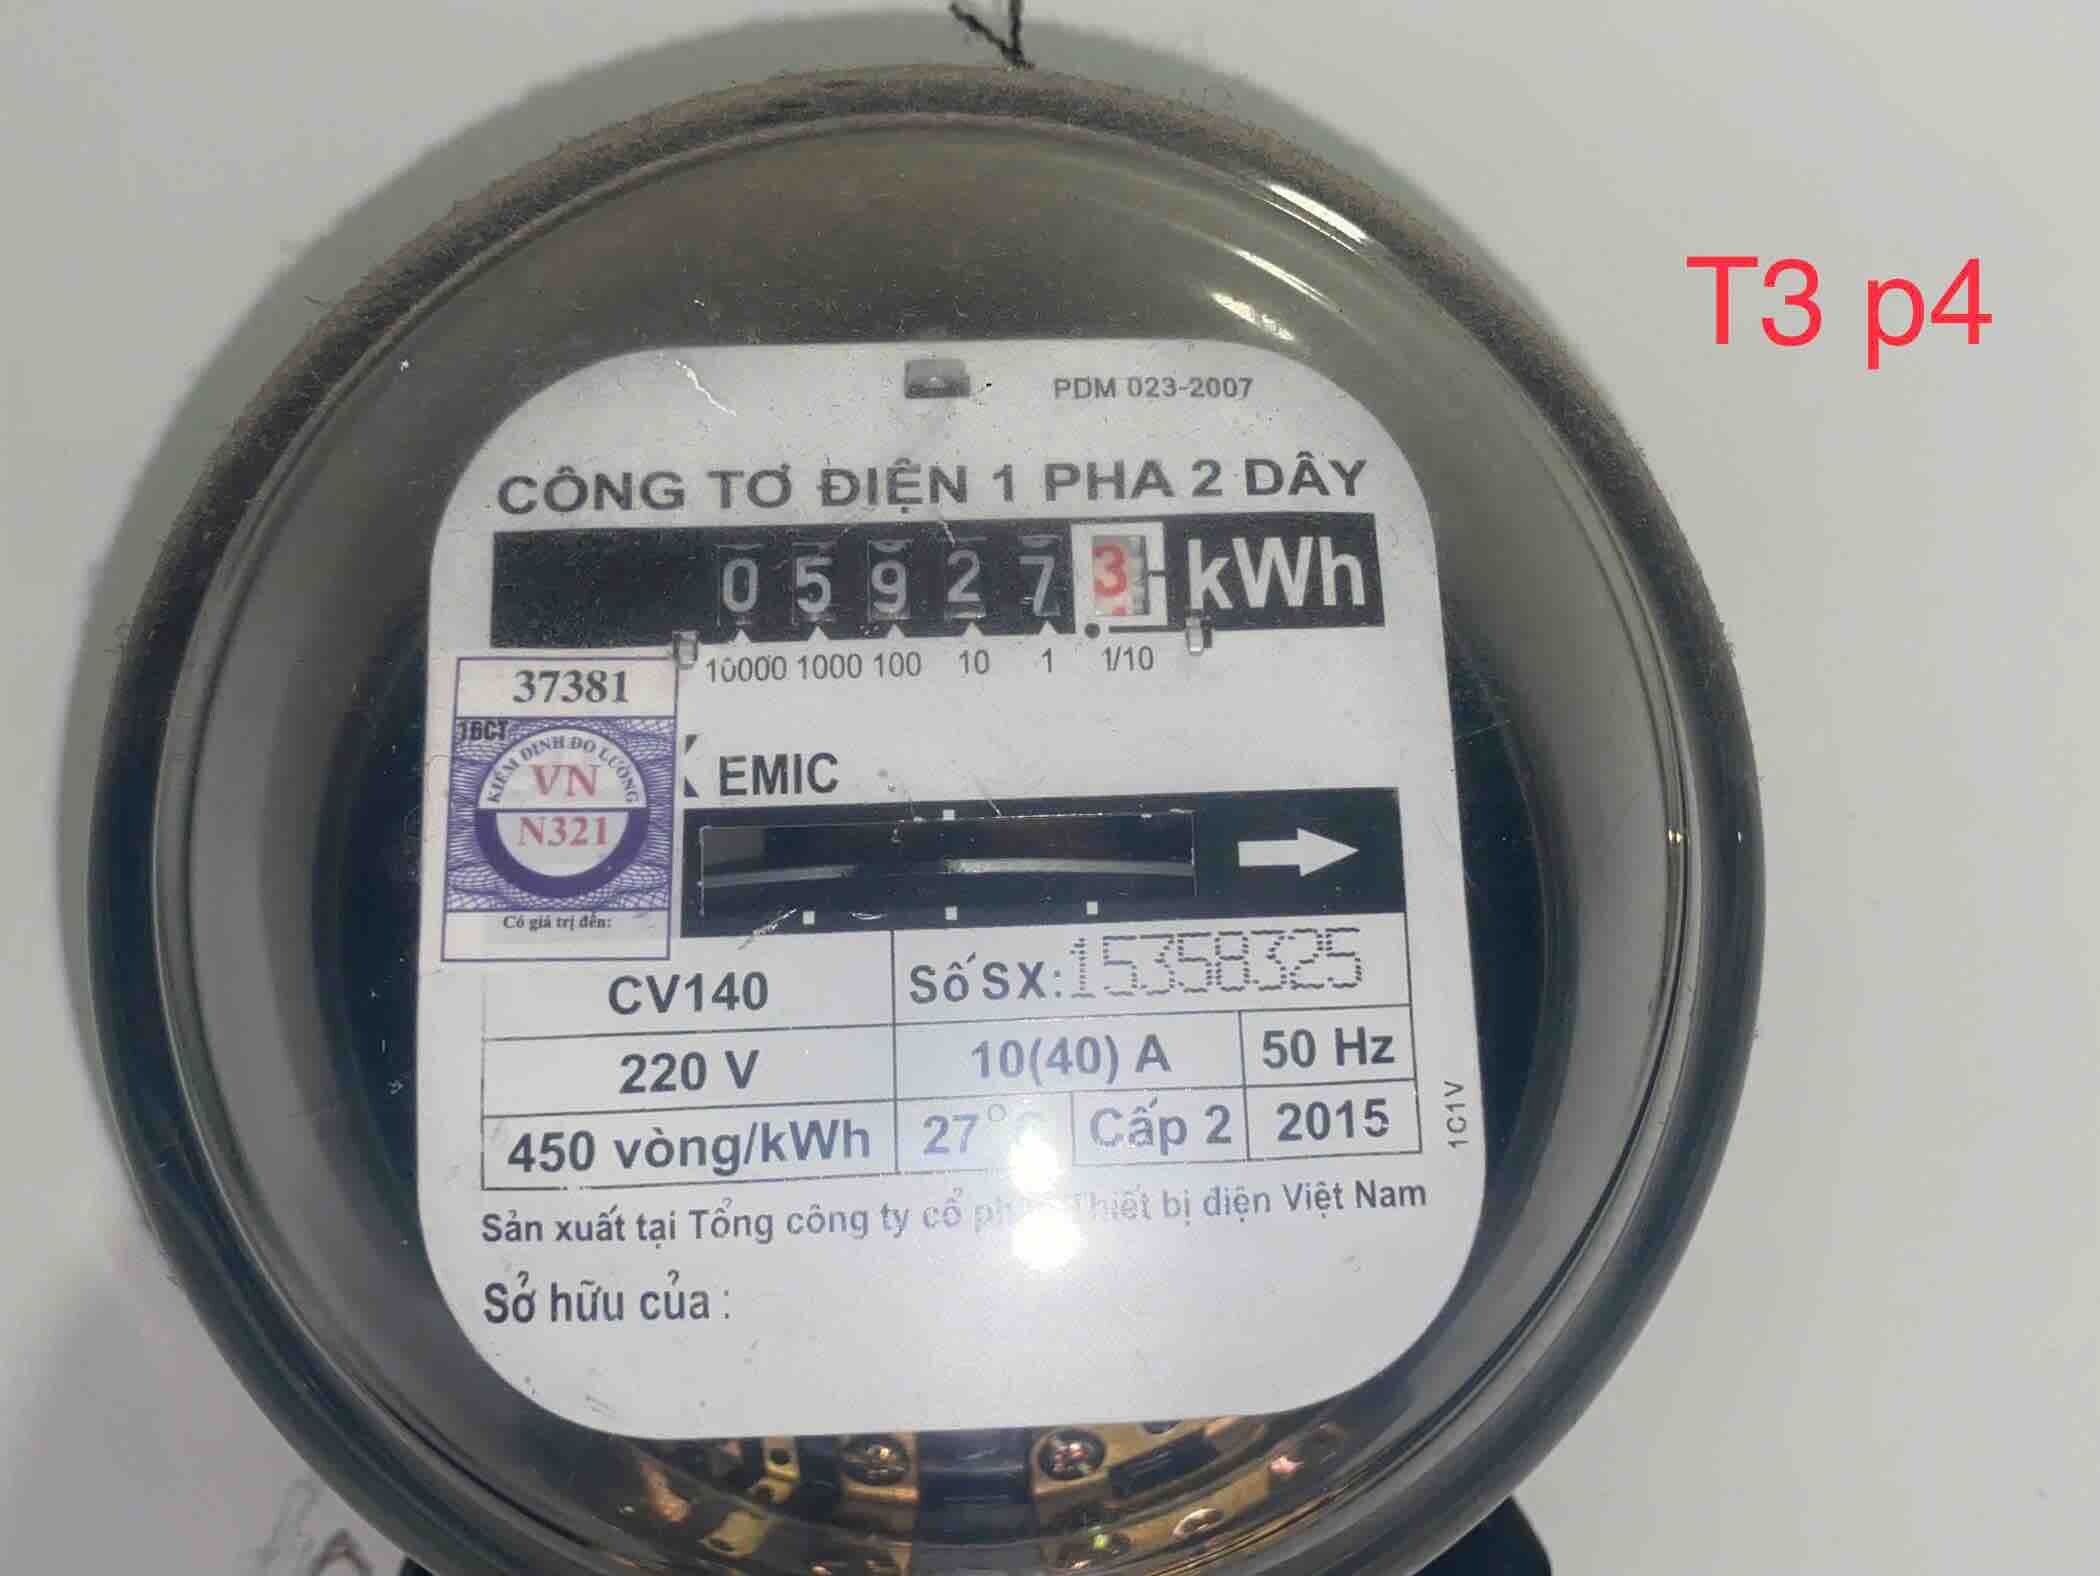 T3 p4
PDM 023-2007
CÔNG TƠ ĐIỆN 1 PHA 2 DÂY
0 5 9 2 7 3 kWh
10000 1000 100 10 1 1/10
37381
KIỂM ĐỊNH ĐO LƯỜNG
VN
N321
Có giá trị đến:
EMIC
CV140
Số SX: 15358325
220 V
10(40) A
50 Hz
450 vòng/kWh
27°
Cấp 2
2015
1C1V
Sản xuất tại Tổng công ty cổ bị điện Việt Nam
Sở hữu của :